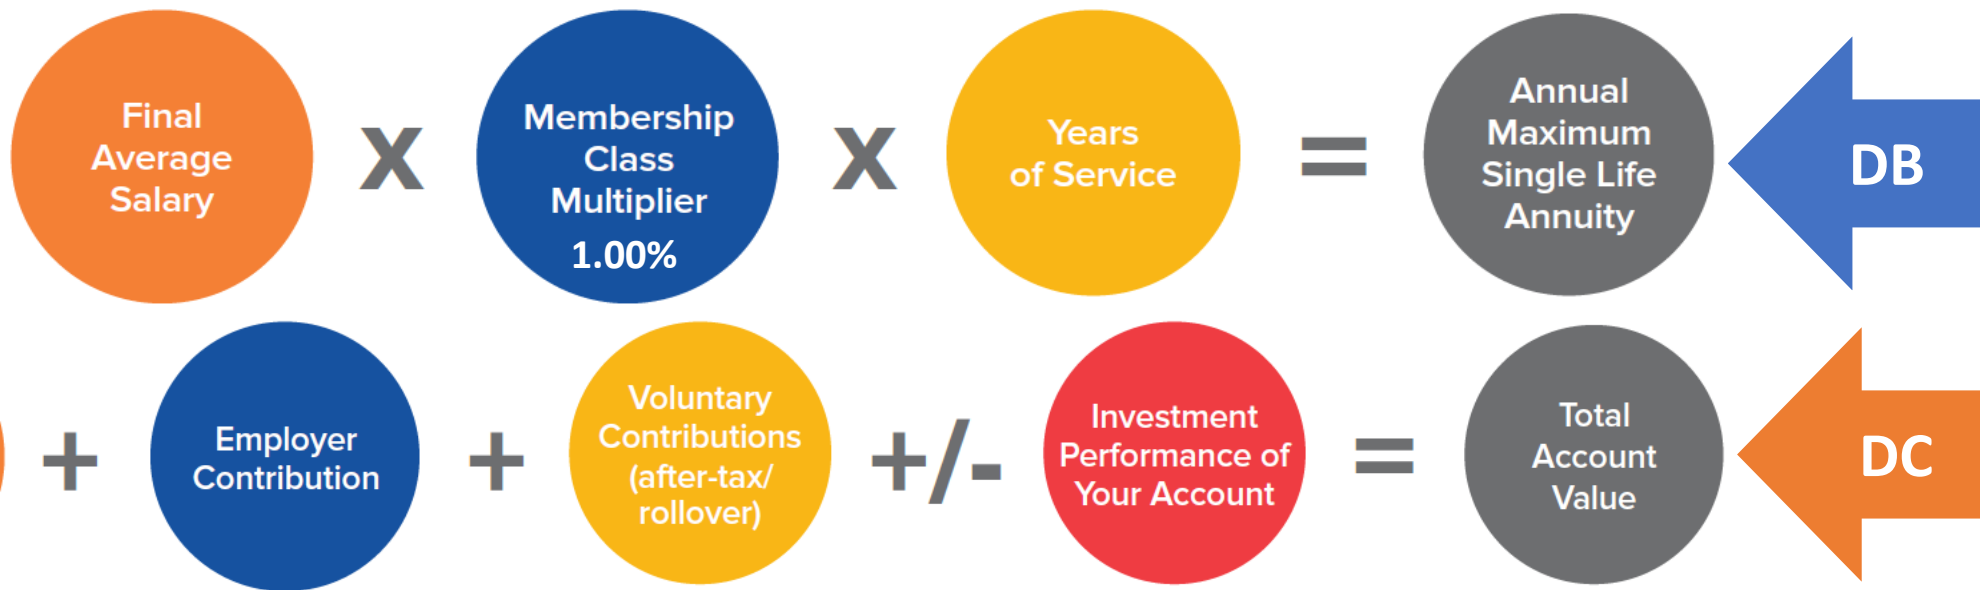 Final
Average
Salary
x
Membership
Class
Multiplier
1.00%
x
Years
of Service
=
Annual
Maximum
Single Life
Annuity
DB
+
Employer
Contribution
+
Voluntary
Contributions
(after-tax/
rollover)
+/-
Investment
Performance of
Your Account
=
Total
Account
Value
DC